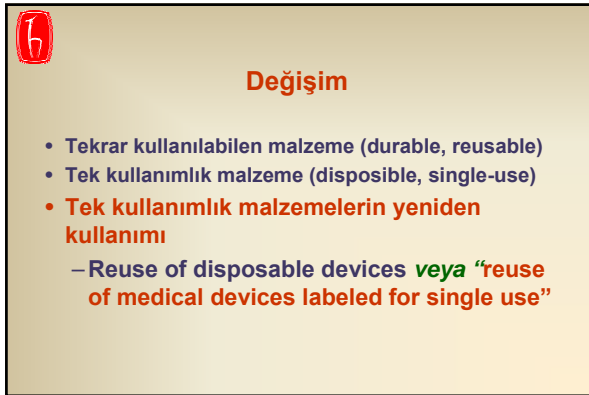 Değişim
• Tekrar kullanılabilen malzeme (durable, reusable)
• Tek kullanımlık malzeme (disposible, single-use)
• Tek kullanımlık malzemelerin yeniden
kullanımı
–Reuse of disposable devices veya “reuse
of medical devices labeled for single use”